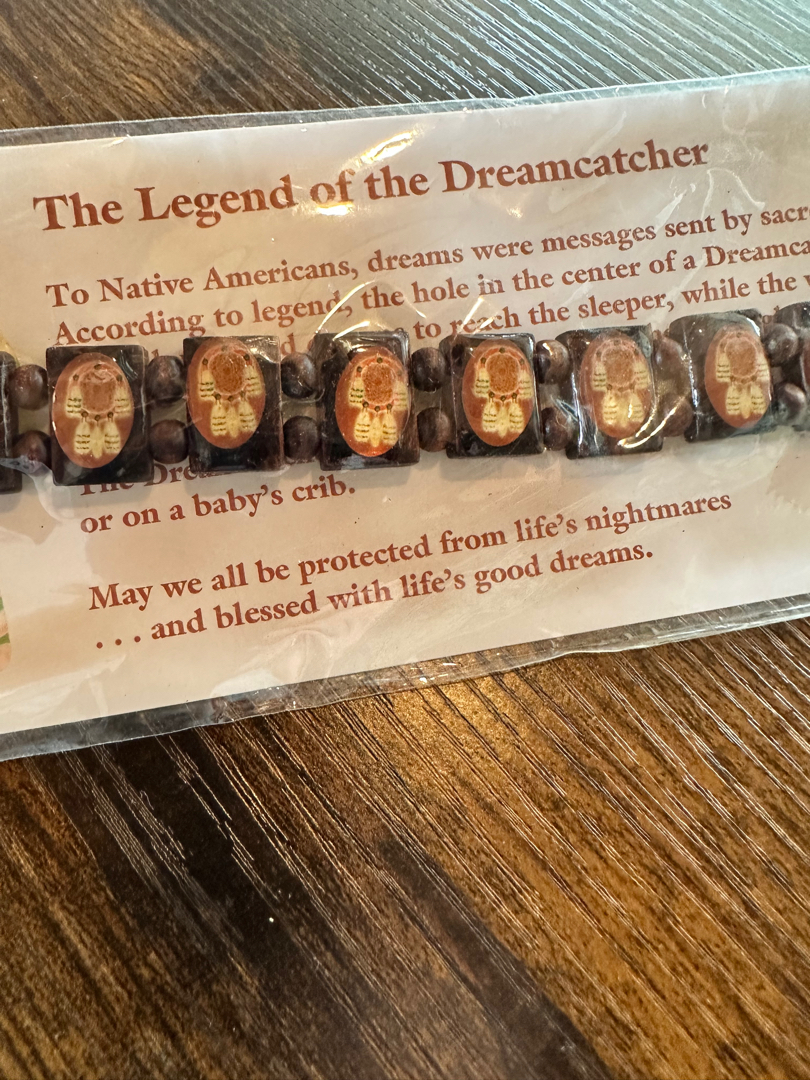 The Legend of the Dreamcatcher
To Native Americans, dreams were messages sent by
According to legend, the hole in the center of a
to reach the sleeper, while the
The
or on a baby's crib.
May we all be protected from life's nightmares
. . . and blessed with life's good dreams.